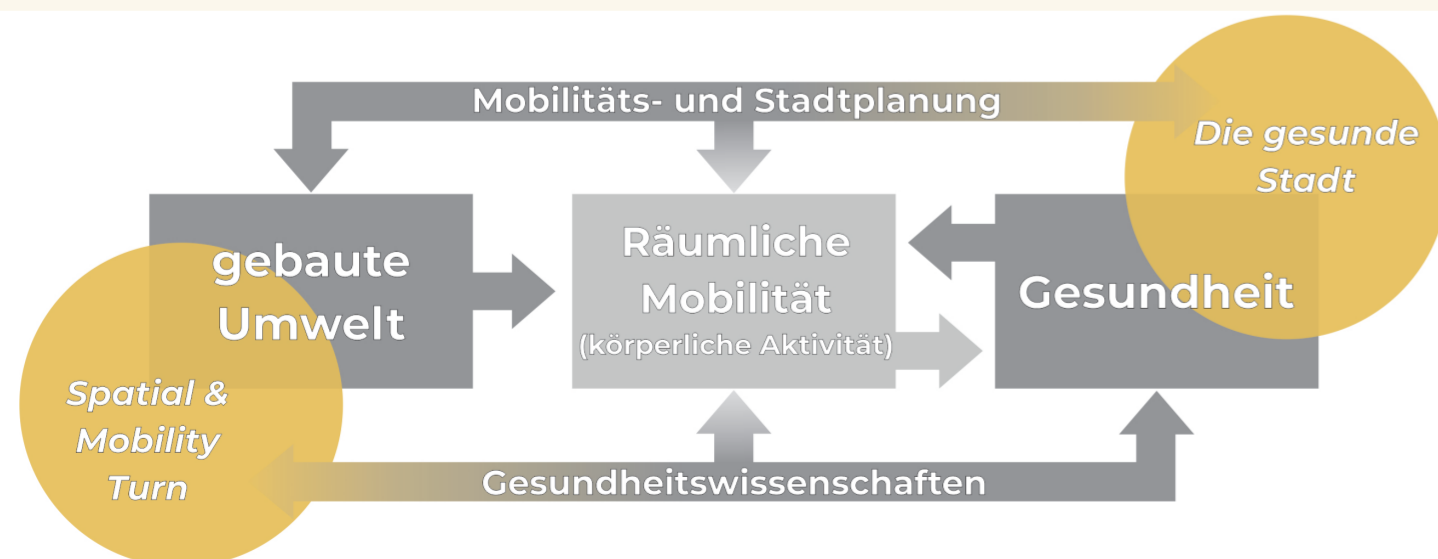 Mobilitäts- und Stadtplanung
Die gesunde
Stadt
gebaute
Umwelt
Räumliche
Mobilität
(körperliche Aktivität)
Gesundheit
Spatial &
Mobility
Turn
Gesundheitswissenschaften